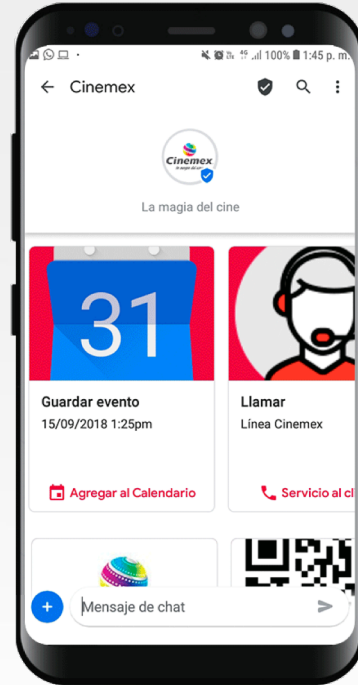 100% 1:45 p. m.
Cinemex
Cinemex
La magia del cine
31
Guardar evento
15/09/2018 1:25pm
Agregar al Calendario
Llamar
Línea Cinemex
Servicio al cl
Mensaje de chat